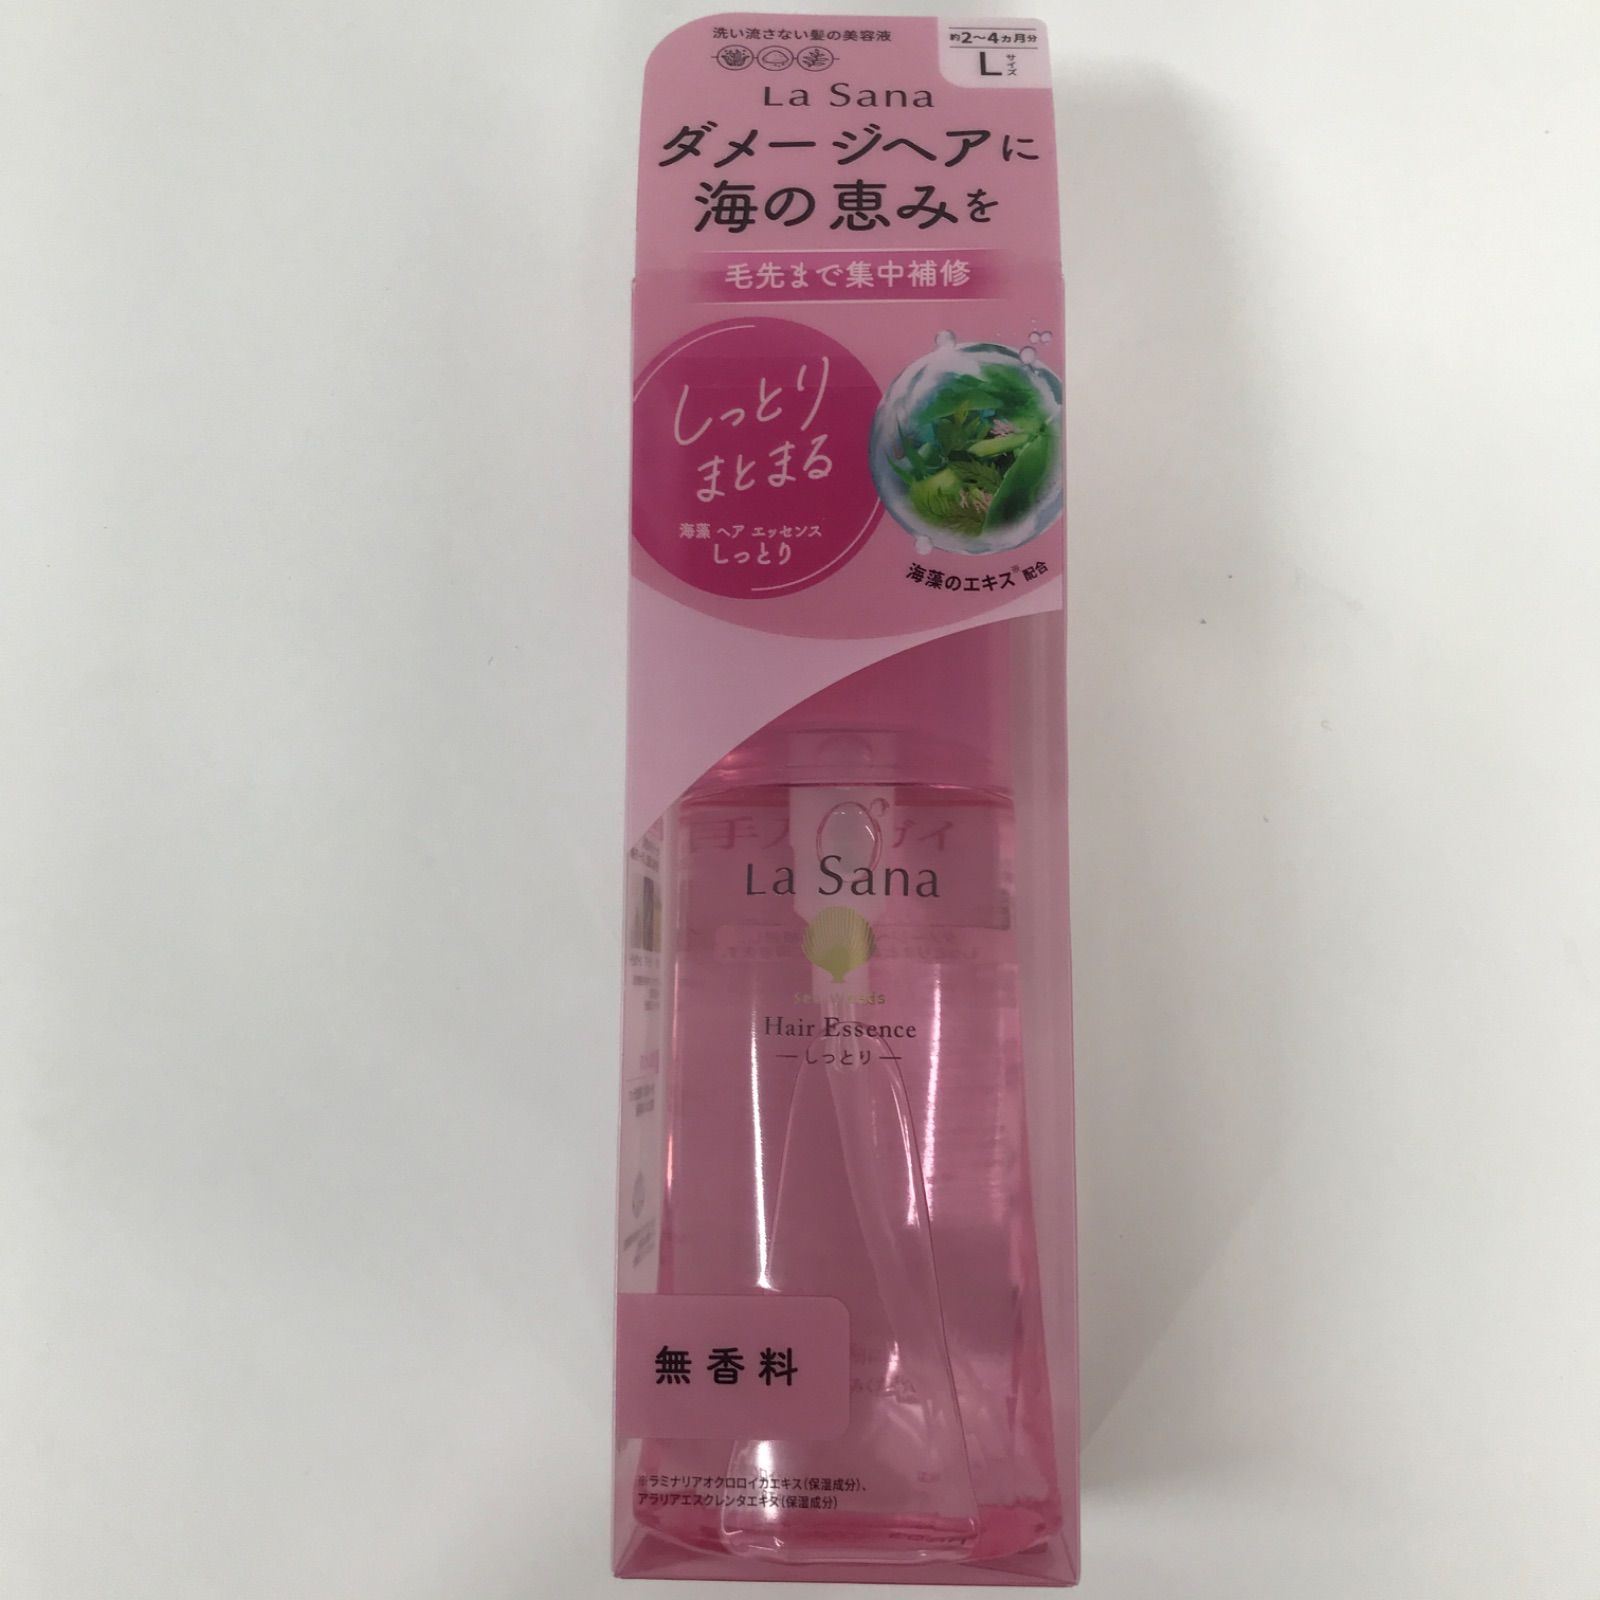 洗い流さない髪の美容液
約2～4ヵ月分
Lサイズ
La Sana
ダメージヘアに
海の恵みを
毛先まで集中補修
しっとり
まとまる
海藻 ヘア エッセンス
しっとり
海藻のエキス※配合
La Sana
Sea Weeds
Hair Essence
―しっとり―
無香料
※ラミナリアオクロロイカエキス(保湿成分)、
アラリアエスクレンタエキス(保湿成分)